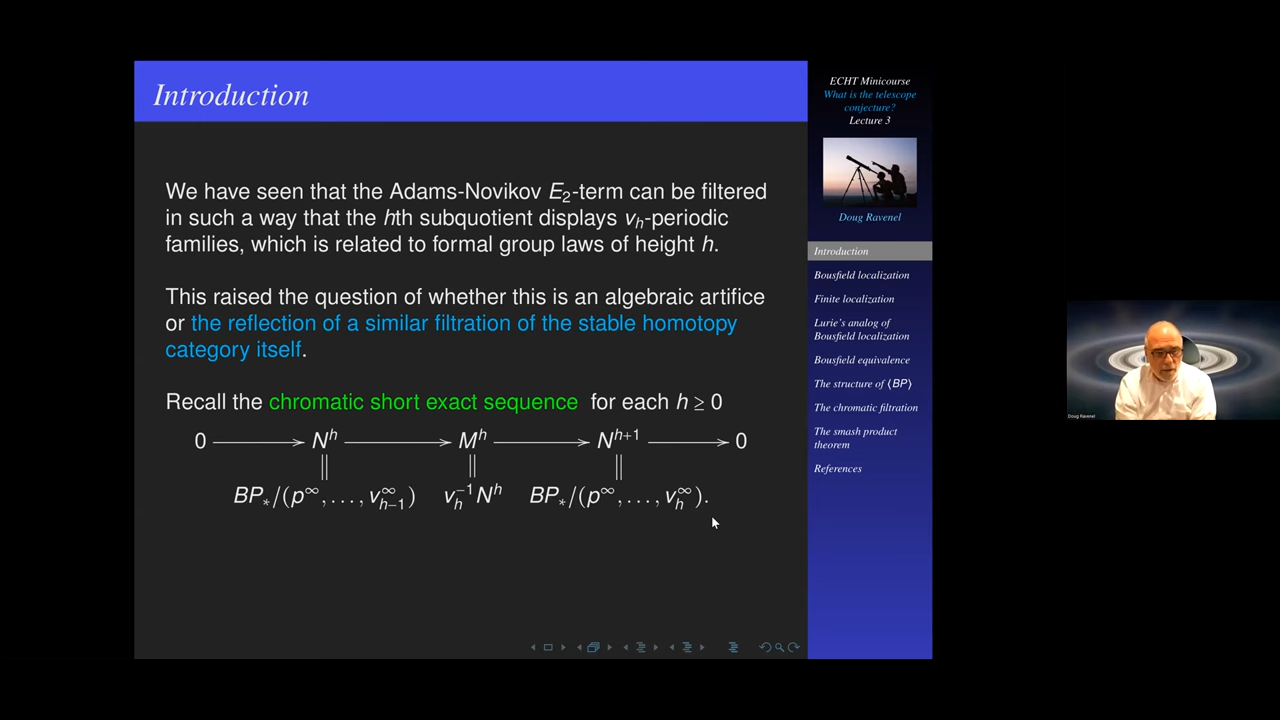 Introduction
We have seen that the Adams-Novikov E₂-term can be filtered
in such a way that the hth subquotient displays vₕ-periodic
families, which is related to formal group laws of height h.
This raised the question of whether this is an algebraic artifice
or the reflection of a similar filtration of the stable homotopy
category itself.
Recall the chromatic short exact sequence for each h ≥ 0
0 → N^h → M^h → N^{h+1} → 0
|| || ||
BP_*/(p^∞, . . . , v_{h−1}^∞) v_h^{−1}N^h BP_*/(p^∞, . . . , v_h^∞).
ECHT Minicourse
What is the telescope
conjecture?
Lecture 3
Doug Ravenel
Introduction
Bousfield localization
Finite localization
Lurie's analog of
Bousfield localization
Bousfield equivalence
The structure of ⟨BP⟩
The chromatic filtration
The smash product
theorem
References
Doug Ravenel